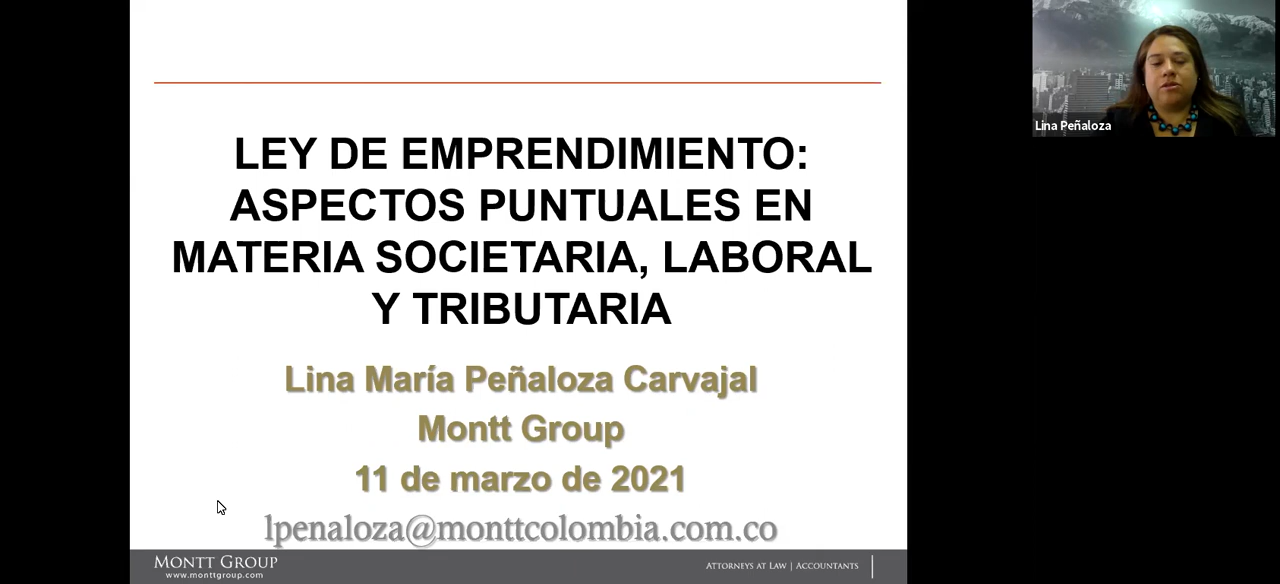 LEY DE EMPRENDIMIENTO:
ASPECTOS PUNTUALES EN
MATERIA SOCIETARIA, LABORAL
Y TRIBUTARIA
Lina María Peñaloza Carvajal
Montt Group
11 de marzo de 2021
lpenaloza@monttcolombia.com.co
MONTT GROUP
www.monttgroup.com
ATTORNEYS AT LAW | ACCOUNTANTS
Lina Peñaloza